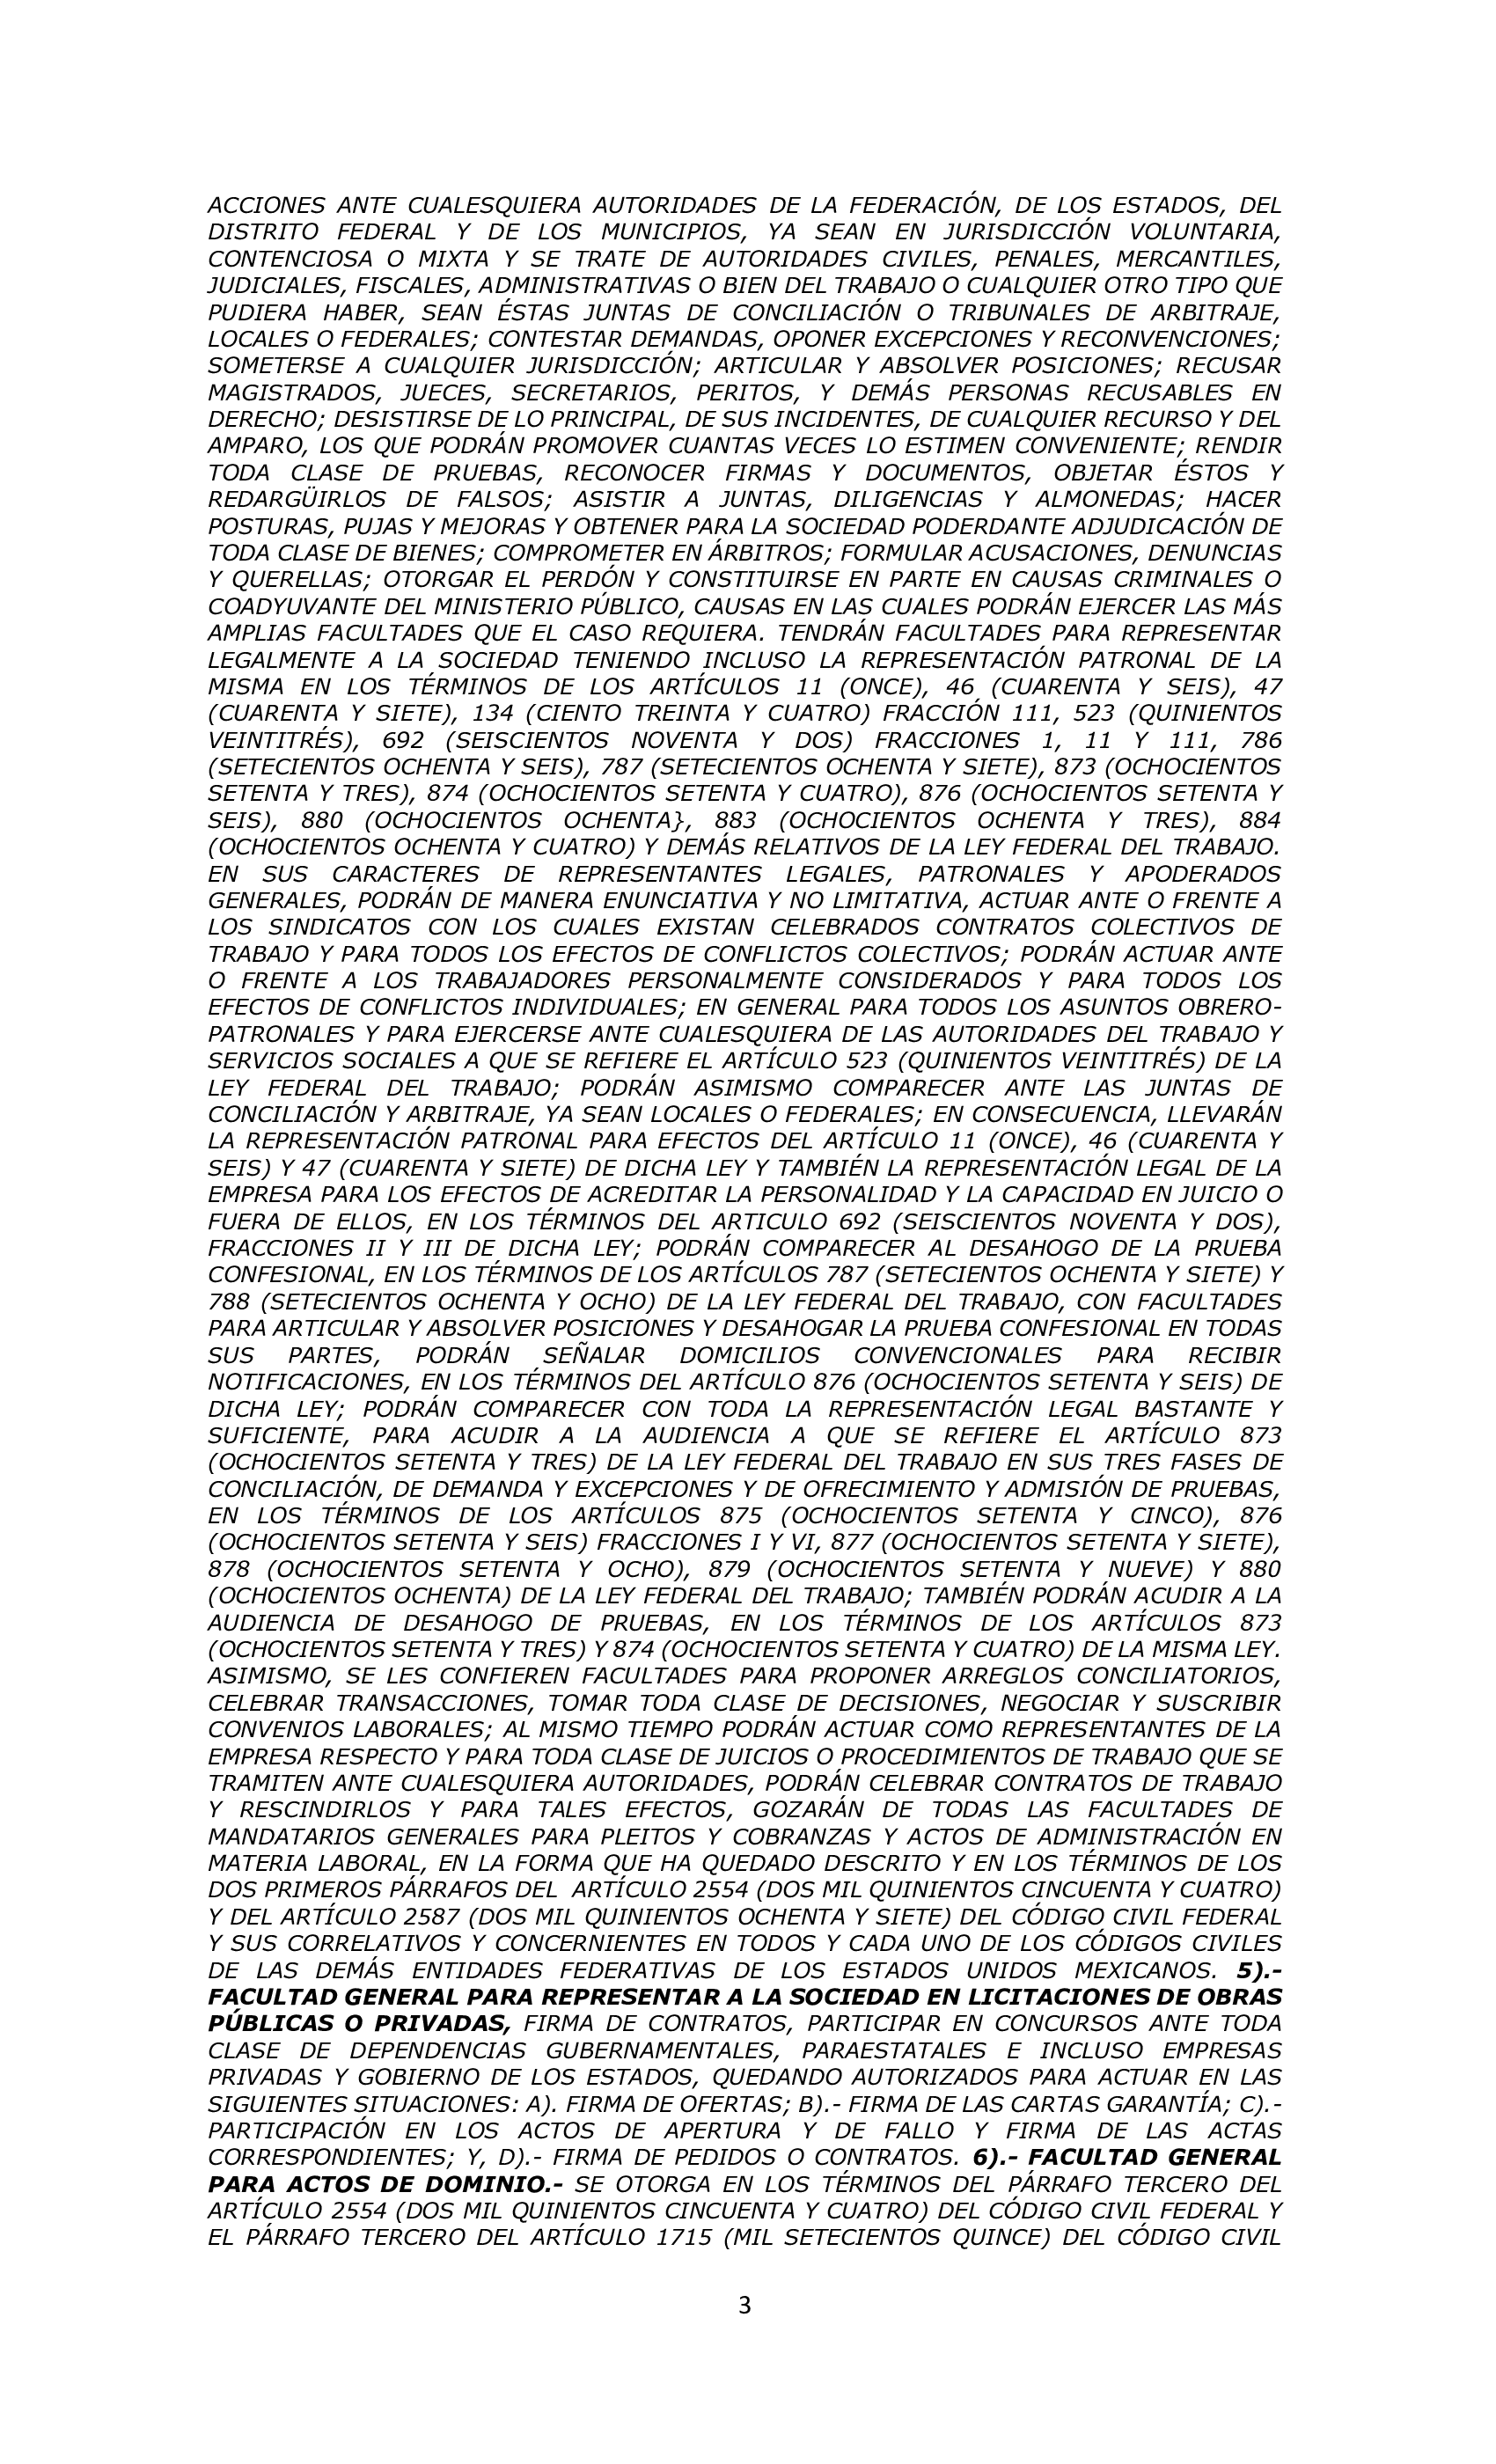 ACCIONES ANTE CUALESQUIERA AUTORIDADES DE LA FEDERACIÓN, DE LOS ESTADOS, DEL
DISTRITO FEDERAL Y DE LOS MUNICIPIOS, YA SEAN EN JURISDICCIÓN VOLUNTARIA,
CONTENCIOSA O MIXTA Y SE TRATE DE AUTORIDADES CIVILES, PENALES, MERCANTILES,
JUDICIALES, FISCALES, ADMINISTRATIVAS O BIEN DEL TRABAJO O CUALQUIER OTRO TIPO QUE
PUDIERA HABER, SEAN ÉSTAS JUNTAS DE CONCILIACIÓN O TRIBUNALES DE ARBITRAJE,
LOCALES O FEDERALES; CONTESTAR DEMANDAS, OPONER EXCEPCIONES Y RECONVENCIONES;
SOMETERSE A CUALQUIER JURISDICCIÓN; ARTICULAR Y ABSOLVER POSICIONES; RECUSAR
MAGISTRADOS, JUECES, SECRETARIOS, PERITOS, Y DEMÁS PERSONAS RECUSABLES EN
DERECHO; DESISTIRSE DE LO PRINCIPAL, DE SUS INCIDENTES, DE CUALQUIER RECURSO Y DEL
AMPARO, LOS QUE PODRÁN PROMOVER CUANTAS VECES LO ESTIMEN CONVENIENTE; RENDIR
TODA CLASE DE PRUEBAS, RECONOCER FIRMAS Y DOCUMENTOS, OBJETAR ÉSTOS Y
REDARGÜIRLOS DE FALSOS; ASISTIR A JUNTAS, DILIGENCIAS Y ALMONEDAS; HACER
POSTURAS, PUJAS Y MEJORAS Y OBTENER PARA LA SOCIEDAD PODERDANTE ADJUDICACIÓN DE
TODA CLASE DE BIENES; COMPROMETER EN ÁRBITROS; FORMULAR ACUSACIONES, DENUNCIAS
Y QUERELLAS; OTORGAR EL PERDÓN Y CONSTITUIRSE EN PARTE EN CAUSAS CRIMINALES O
COADYUVANTE DEL MINISTERIO PÚBLICO, CAUSAS EN LAS CUALES PODRÁN EJERCER LAS MÁS
AMPLIAS FACULTADES QUE EL CASO REQUIERA. TENDRÁN FACULTADES PARA REPRESENTAR
LEGALMENTE A LA SOCIEDAD TENIENDO INCLUSO LA REPRESENTACIÓN PATRONAL DE LA
MISMA EN LOS TÉRMINOS DE LOS ARTÍCULOS 11 (ONCE), 46 (CUARENTA Y SEIS), 47
(CUARENTA Y SIETE), 134 (CIENTO TREINTA Y CUATRO) FRACCIÓN 111, 523 (QUINIENTOS
VEINTITRÉS), 692 (SEISCIENTOS NOVENTA Y DOS) FRACCIONES 1, 11 Y 111, 786
(SETECIENTOS OCHENTA Y SEIS), 787 (SETECIENTOS OCHENTA Y SIETE), 873 (OCHOCIENTOS
SETENTA Y TRES), 874 (OCHOCIENTOS SETENTA Y CUATRO), 876 (OCHOCIENTOS SETENTA Y
SEIS), 880 (OCHOCIENTOS OCHENTA}, 883 (OCHOCIENTOS OCHENTA Y TRES), 884
(OCHOCIENTOS OCHENTA Y CUATRO) Y DEMÁS RELATIVOS DE LA LEY FEDERAL DEL TRABAJO.
EN SUS CARACTERES DE REPRESENTANTES LEGALES, PATRONALES Y APODERADOS
GENERALES, PODRÁN DE MANERA ENUNCIATIVA Y NO LIMITATIVA, ACTUAR ANTE O FRENTE A
LOS SINDICATOS CON LOS CUALES EXISTAN CELEBRADOS CONTRATOS COLECTIVOS DE
TRABAJO Y PARA TODOS LOS EFECTOS DE CONFLICTOS COLECTIVOS; PODRÁN ACTUAR ANTE
O FRENTE A LOS TRABAJADORES PERSONALMENTE CONSIDERADOS Y PARA TODOS LOS
EFECTOS DE CONFLICTOS INDIVIDUALES; EN GENERAL PARA TODOS LOS ASUNTOS OBRERO-
PATRONALES Y PARA EJERCERSE ANTE CUALESQUIERA DE LAS AUTORIDADES DEL TRABAJO Y
SERVICIOS SOCIALES A QUE SE REFIERE EL ARTÍCULO 523 (QUINIENTOS VEINTITRÉS) DE LA
LEY FEDERAL DEL TRABAJO; PODRÁN ASIMISMO COMPARECER ANTE LAS JUNTAS DE
CONCILIACIÓN Y ARBITRAJE, YA SEAN LOCALES O FEDERALES; EN CONSECUENCIA, LLEVARÁN
LA REPRESENTACIÓN PATRONAL PARA EFECTOS DEL ARTÍCULO 11 (ONCE), 46 (CUARENTA Y
SEIS) Y 47 (CUARENTA Y SIETE) DE DICHA LEY Y TAMBIÉN LA REPRESENTACIÓN LEGAL DE LA
EMPRESA PARA LOS EFECTOS DE ACREDITAR LA PERSONALIDAD Y LA CAPACIDAD EN JUICIO O
FUERA DE ELLOS, EN LOS TÉRMINOS DEL ARTICULO 692 (SEISCIENTOS NOVENTA Y DOS),
FRACCIONES II Y III DE DICHA LEY; PODRÁN COMPARECER AL DESAHOGO DE LA PRUEBA
CONFESIONAL, EN LOS TÉRMINOS DE LOS ARTÍCULOS 787 (SETECIENTOS OCHENTA Y SIETE) Y
788 (SETECIENTOS OCHENTA Y OCHO) DE LA LEY FEDERAL DEL TRABAJO, CON FACULTADES
PARA ARTICULAR Y ABSOLVER POSICIONES Y DESAHOGAR LA PRUEBA CONFESIONAL EN TODAS
SUS PARTES, PODRÁN SEÑALAR DOMICILIOS CONVENCIONALES PARA RECIBIR
NOTIFICACIONES, EN LOS TÉRMINOS DEL ARTÍCULO 876 (OCHOCIENTOS SETENTA Y SEIS) DE
DICHA LEY; PODRÁN COMPARECER CON TODA LA REPRESENTACIÓN LEGAL BASTANTE Y
SUFICIENTE, PARA ACUDIR A LA AUDIENCIA A QUE SE REFIERE EL ARTÍCULO 873
(OCHOCIENTOS SETENTA Y TRES) DE LA LEY FEDERAL DEL TRABAJO EN SUS TRES FASES DE
CONCILIACIÓN, DE DEMANDA Y EXCEPCIONES Y DE OFRECIMIENTO Y ADMISIÓN DE PRUEBAS,
EN LOS TÉRMINOS DE LOS ARTÍCULOS 875 (OCHOCIENTOS SETENTA Y CINCO), 876
(OCHOCIENTOS SETENTA Y SEIS) FRACCIONES I Y VI, 877 (OCHOCIENTOS SETENTA Y SIETE),
878 (OCHOCIENTOS SETENTA Y OCHO), 879 (OCHOCIENTOS SETENTA Y NUEVE) Y 880
(OCHOCIENTOS OCHENTA) DE LA LEY FEDERAL DEL TRABAJO; TAMBIÉN PODRÁN ACUDIR A LA
AUDIENCIA DE DESAHOGO DE PRUEBAS, EN LOS TÉRMINOS DE LOS ARTÍCULOS 873
(OCHOCIENTOS SETENTA Y TRES) Y 874 (OCHOCIENTOS SETENTA Y CUATRO) DE LA MISMA LEY.
ASIMISMO, SE LES CONFIEREN FACULTADES PARA PROPONER ARREGLOS CONCILIATORIOS,
CELEBRAR TRANSACCIONES, TOMAR TODA CLASE DE DECISIONES, NEGOCIAR Y SUSCRIBIR
CONVENIOS LABORALES; AL MISMO TIEMPO PODRÁN ACTUAR COMO REPRESENTANTES DE LA
EMPRESA RESPECTO Y PARA TODA CLASE DE JUICIOS O PROCEDIMIENTOS DE TRABAJO QUE SE
TRAMITEN ANTE CUALESQUIERA AUTORIDADES, PODRÁN CELEBRAR CONTRATOS DE TRABAJO
Y RESCINDIRLOS Y PARA TALES EFECTOS, GOZARÁN DE TODAS LAS FACULTADES DE
MANDATARIOS GENERALES PARA PLEITOS Y COBRANZAS Y ACTOS DE ADMINISTRACIÓN EN
MATERIA LABORAL, EN LA FORMA QUE HA QUEDADO DESCRITO Y EN LOS TÉRMINOS DE LOS
DOS PRIMEROS PÁRRAFOS DEL ARTÍCULO 2554 (DOS MIL QUINIENTOS CINCUENTA Y CUATRO)
Y DEL ARTÍCULO 2587 (DOS MIL QUINIENTOS OCHENTA Y SIETE) DEL CÓDIGO CIVIL FEDERAL
Y SUS CORRELATIVOS Y CONCERNIENTES EN TODOS Y CADA UNO DE LOS CÓDIGOS CIVILES
DE LAS DEMÁS ENTIDADES FEDERATIVAS DE LOS ESTADOS UNIDOS MEXICANOS. 5).-
FACULTAD GENERAL PARA REPRESENTAR A LA SOCIEDAD EN LICITACIONES DE OBRAS
PÚBLICAS O PRIVADAS, FIRMA DE CONTRATOS, PARTICIPAR EN CONCURSOS ANTE TODA
CLASE DE DEPENDENCIAS GUBERNAMENTALES, PARAESTATALES E INCLUSO EMPRESAS
PRIVADAS Y GOBIERNO DE LOS ESTADOS, QUEDANDO AUTORIZADOS PARA ACTUAR EN LAS
SIGUIENTES SITUACIONES: A). FIRMA DE OFERTAS; B).- FIRMA DE LAS CARTAS GARANTÍA; C).-
PARTICIPACIÓN EN LOS ACTOS DE APERTURA Y DE FALLO Y FIRMA DE LAS ACTAS
CORRESPONDIENTES; Y, D).- FIRMA DE PEDIDOS O CONTRATOS. 6).- FACULTAD GENERAL
PARA ACTOS DE DOMINIO.- SE OTORGA EN LOS TÉRMINOS DEL PÁRRAFO TERCERO DEL
ARTÍCULO 2554 (DOS MIL QUINIENTOS CINCUENTA Y CUATRO) DEL CÓDIGO CIVIL FEDERAL Y
EL PÁRRAFO TERCERO DEL ARTÍCULO 1715 (MIL SETECIENTOS QUINCE) DEL CÓDIGO CIVIL
3